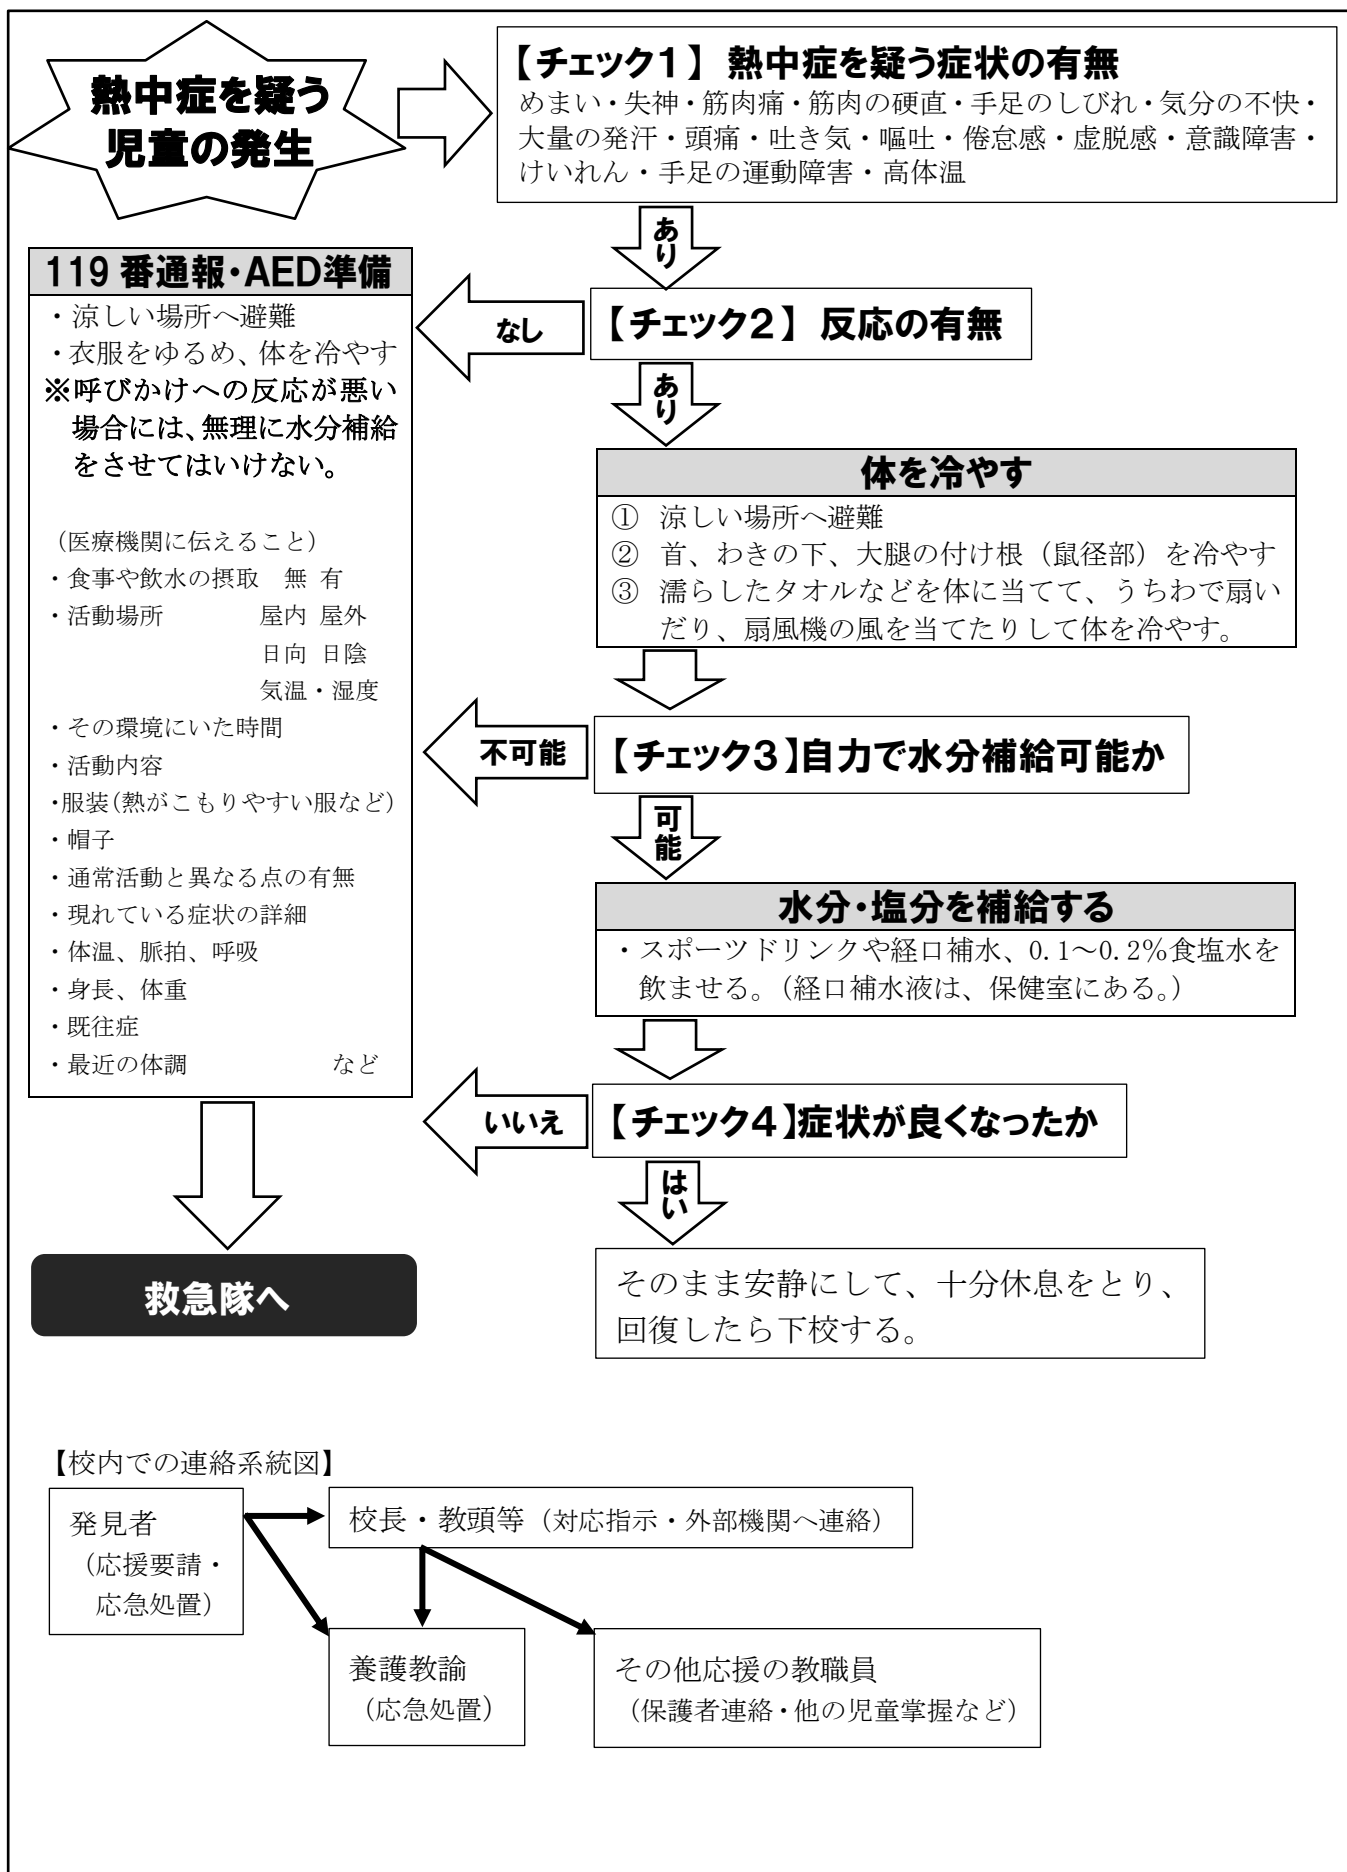 熱中症を疑う
児童の発生
【チェック１】 熱中症を疑う症状の有無
めまい・失神・筋肉痛・筋肉の硬直・手足のしびれ・気分の不快・
大量の発汗・頭痛・吐き気・嘔吐・倦怠感・虚脱感・意識障害・
けいれん・手足の運動障害・高体温
あり
【チェック２】 反応の有無
なし
あり
119 番通報・AED準備
・涼しい場所へ避難
・衣服をゆるめ、体を冷やす
※呼びかけへの反応が悪い
場合には、無理に水分補給
をさせてはいけない。
（医療機関に伝えること）
・食事や飲水の摂取　無 有
・活動場所　屋内 屋外
日向 日陰
気温・湿度
・その環境にいた時間
・活動内容
・服装（熱がこもりやすい服など）
・帽子
・通常活動と異なる点の有無
・現れている症状の詳細
・体温、脈拍、呼吸
・身長、体重
・既往症
・最近の体調　など
体を冷やす
① 涼しい場所へ避難
② 首、わきの下、大腿の付け根（鼠径部）を冷やす
③ 濡らしたタオルなどを体に当てて、うちわで扇い
だり、扇風機の風を当てたりして体を冷やす。
【チェック３】自力で水分補給可能か
不可能
可能
水分・塩分を補給する
・スポーツドリンクや経口補水、0.1～0.2％食塩水を
飲ませる。（経口補水液は、保健室にある。）
【チェック４】症状が良くなったか
いいえ
はい
救急隊へ
そのまま安静にして、十分休息をとり、
回復したら下校する。
【校内での連絡系統図】
発見者
（応援要請・
応急処置）
校長・教頭等（対応指示・外部機関へ連絡）
養護教諭
（応急処置）
その他応援の教職員
（保護者連絡・他の児童掌握など）